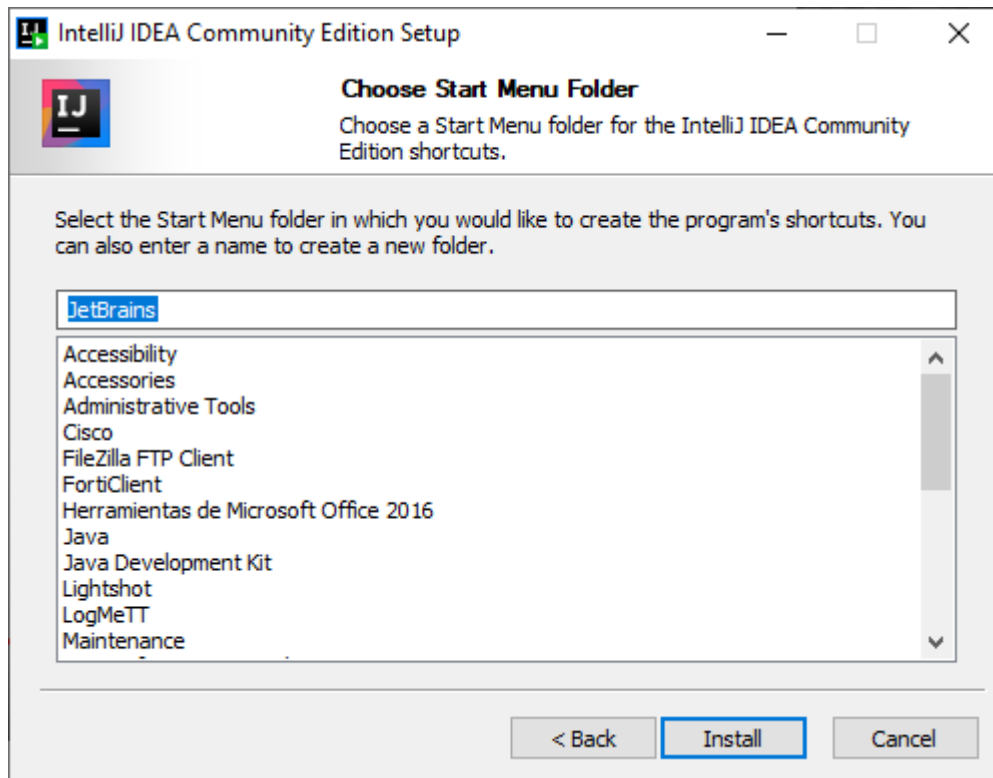 IntelliJ IDEA Community Edition Setup
IJ
Choose Start Menu Folder
Choose a Start Menu folder for the IntelliJ IDEA Community
Edition shortcuts.
Select the Start Menu folder in which you would like to create the program's shortcuts. You
can also enter a name to create a new folder.
JetBrains
Accessibility
Accessories
Administrative Tools
Cisco
FileZilla FTP Client
FortiClient
Herramientas de Microsoft Office 2016
Java
Java Development Kit
Lightshot
LogMeTT
Maintenance
< Back
Install
Cancel